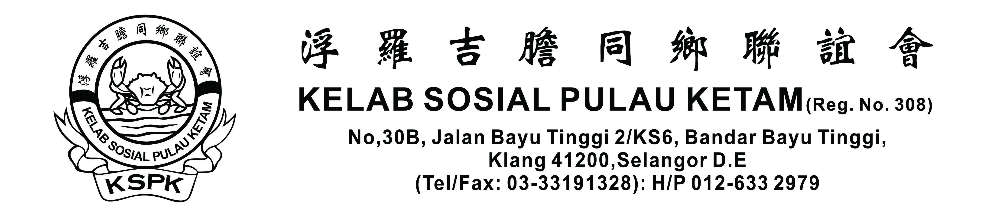 浮羅吉膽同鄉聯誼會
KELAB SOSIAL PULAU KETAM
KSPK
浮羅吉膽同鄉聯誼會
KELAB SOSIAL PULAU KETAM (Reg. No. 308)
No,30B, Jalan Bayu Tinggi 2/KS6, Bandar Bayu Tinggi,
Klang 41200,Selangor D.E
(Tel/Fax: 03-33191328): H/P 012-633 2979